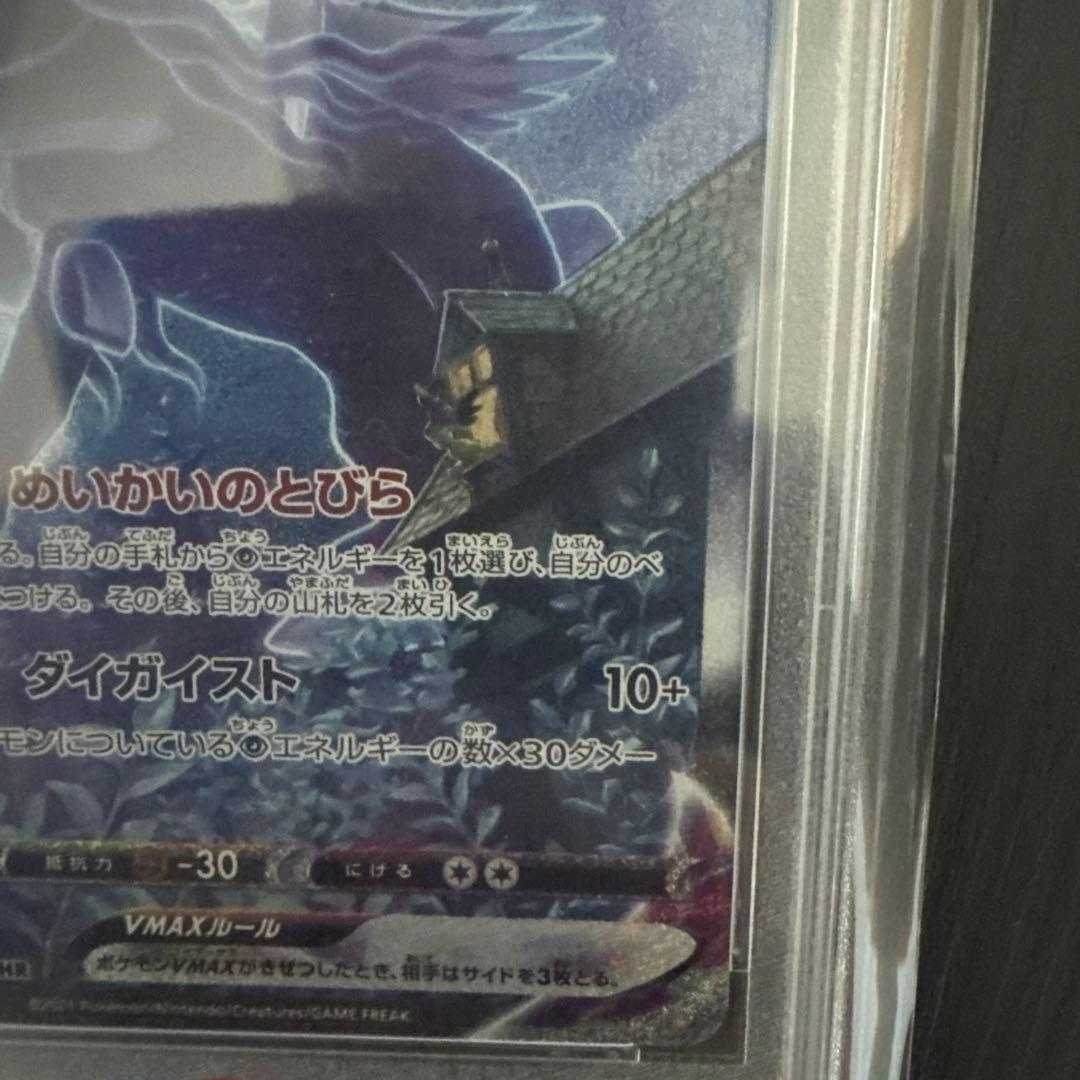 めいかいのとびら
る。自分の手札からエネルギーを1枚選び、自分のベ
つける。その後、自分の山札を2枚引く。
ダイガイスト 10+
モンについているエネルギーの数×30ダメー
抵抗力 -30 にげる
VMAXルール
ポケモンVMAXがきぜつしたとき、相手はサイドを3枚とる。
HR
©2021 Pokémon/Nintendo/Creatures/GAME FREAK